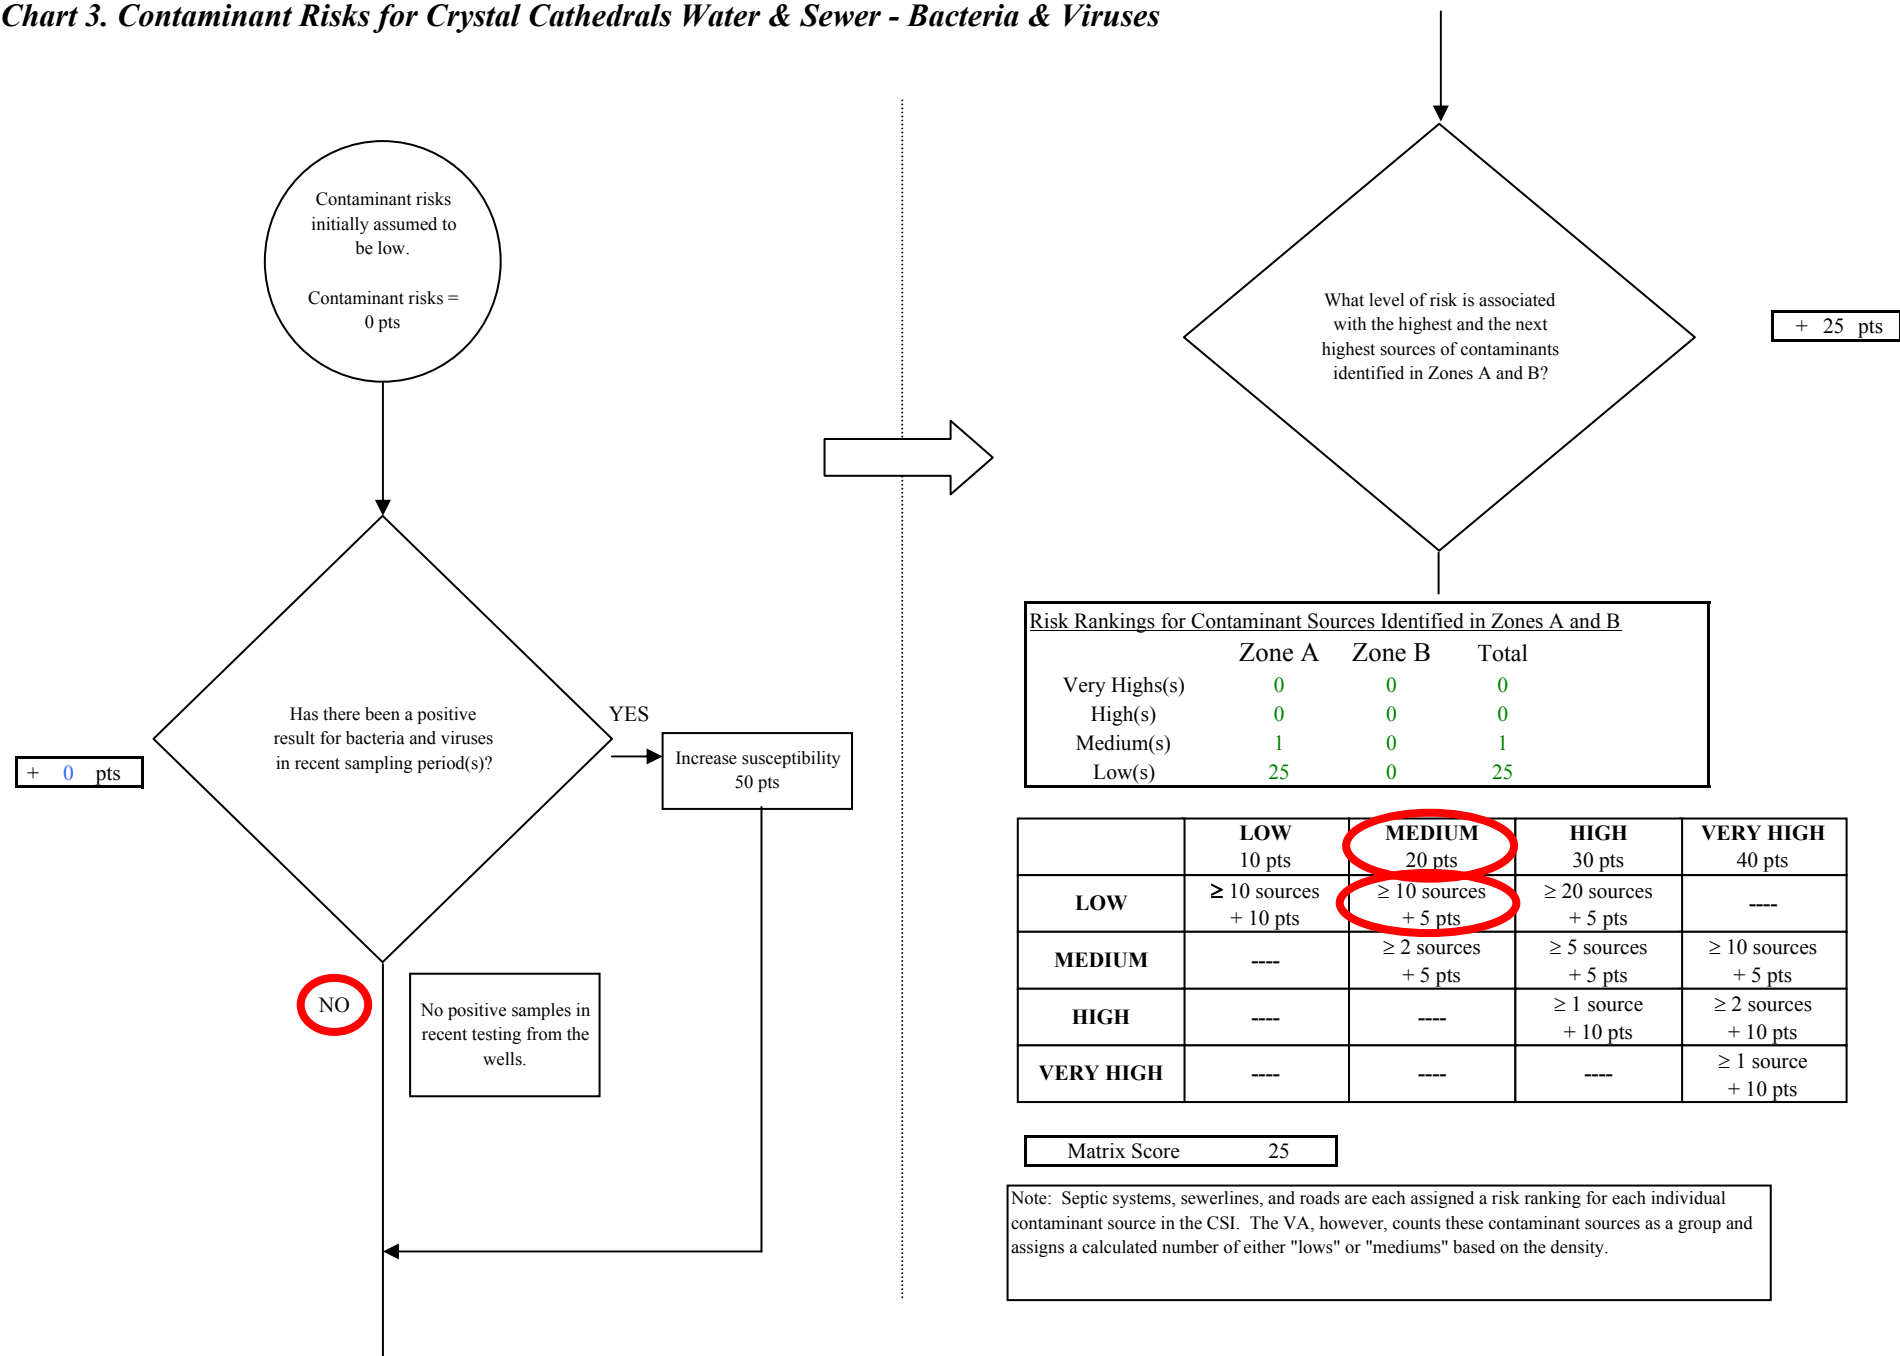 Chart 3. Contaminant Risks for Crystal Cathedrals Water & Sewer - Bacteria & Viruses
Contaminant risks
initially assumed to
be low.
Contaminant risks =
0 pts
Has there been a positive
result for bacteria and viruses
in recent sampling period(s)?
+ 0 pts
YES
Increase susceptibility
50 pts
NO
No positive samples in
recent testing from the
wells.
What level of risk is associated
with the highest and the next
highest sources of contaminants
identified in Zones A and B?
+ 25 pts
Risk Rankings for Contaminant Sources Identified in Zones A and B
Zone A Zone B Total
Very Highs(s) 0 0 0
High(s) 0 0 0
Medium(s) 1 0 1
Low(s) 25 0 25
LOW MEDIUM HIGH VERY HIGH
10 pts 20 pts 30 pts 40 pts
LOW ≥ 10 sources ≥ 10 sources ≥ 20 sources ----
+ 10 pts + 5 pts + 5 pts
MEDIUM ---- ≥ 2 sources ≥ 5 sources ≥ 10 sources
+ 5 pts + 5 pts + 5 pts
HIGH ---- ---- ≥ 1 source ≥ 2 sources
+ 10 pts + 10 pts
VERY HIGH ---- ---- ---- ≥ 1 source
+ 10 pts
Matrix Score 25
Note: Septic systems, sewerlines, and roads are each assigned a risk ranking for each individual
contaminant source in the CSI. The VA, however, counts these contaminant sources as a group and
assigns a calculated number of either "lows" or "mediums" based on the density.